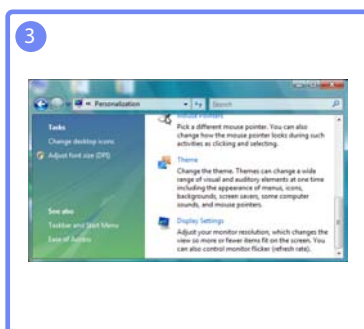 3
Personalization
Search
Tasks
Change desktop icons
Adjust font size (DPI)
See also
Taskbar and Start Menu
Ease of Access
Mouse Pointers
Pick a different mouse pointer. You can also
change how the mouse pointer looks during such
activities as clicking and selecting.
Theme
Change the theme. Themes can change a wide
range of visual and auditory elements at one time
including the appearance of menus, icons,
backgrounds, screen savers, some computer
sounds, and mouse pointers.
Display Settings
Adjust your monitor resolution, which changes the
view so more or fewer items fit on the screen. You
can also control monitor flicker (refresh rate).